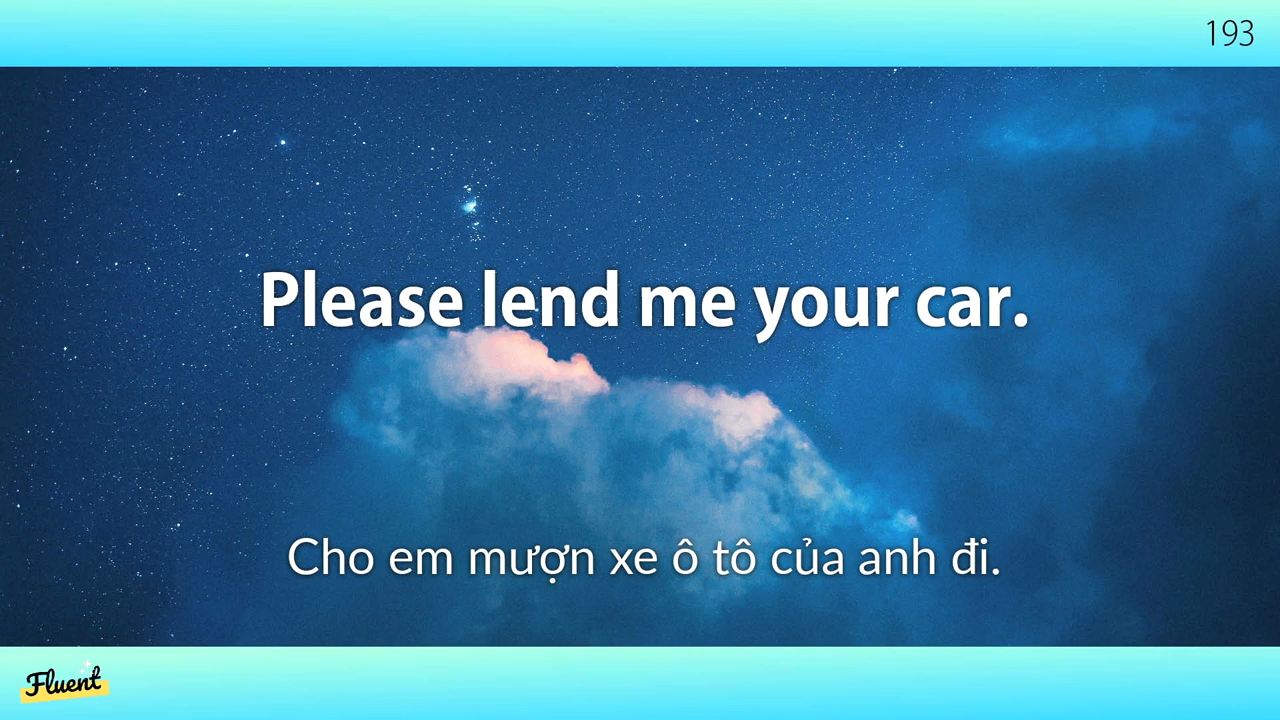 193
Please lend me your car.
Cho em mượn xe ô tô của anh đi.
Fluent